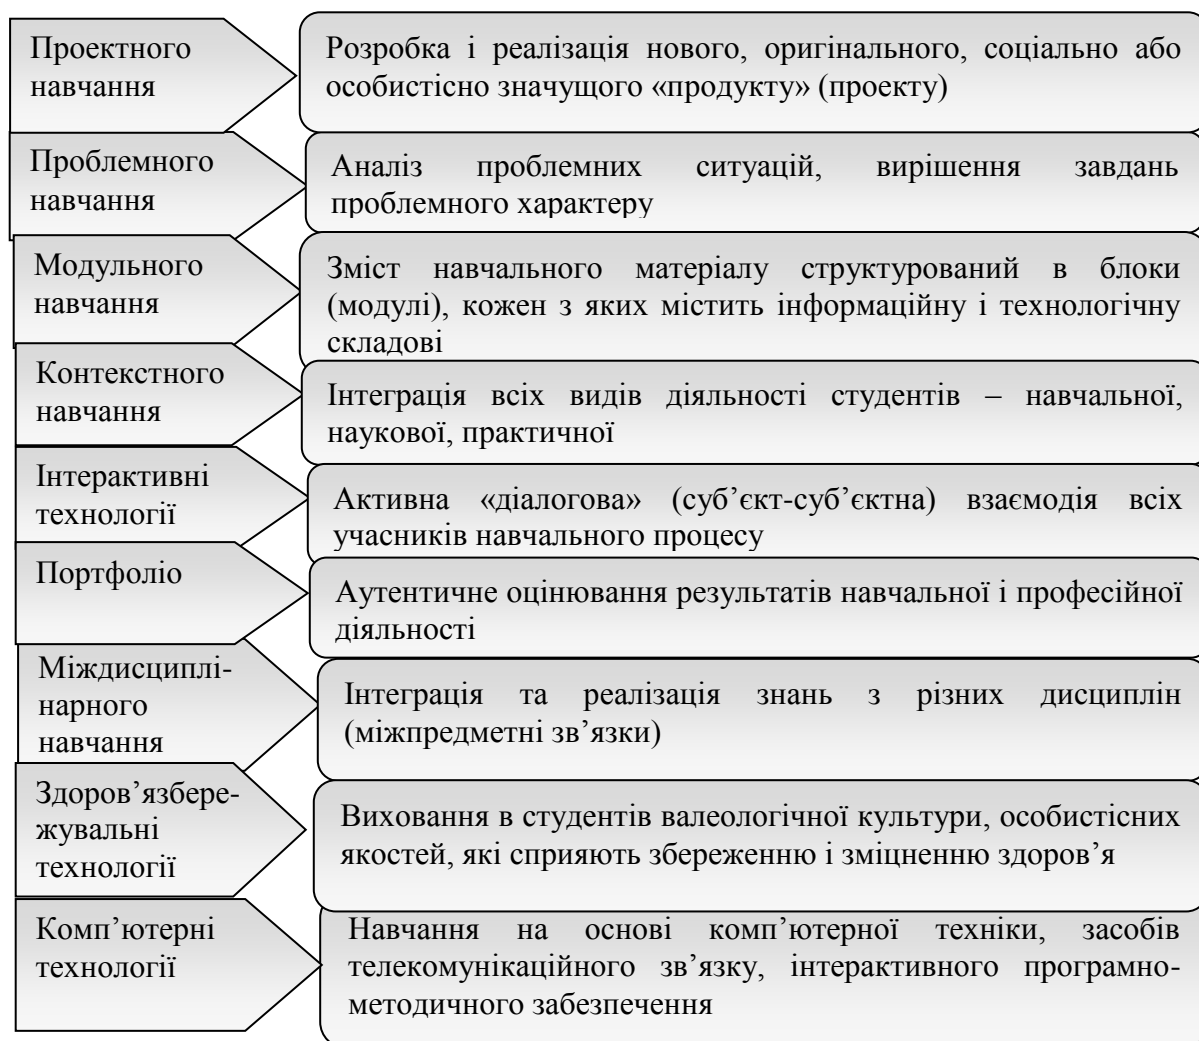 Проектного
навчання
Розробка і реалізація нового, оригінального, соціально або
особистісно значущого «продукту» (проекту)
Проблемного
навчання
Аналіз проблемних ситуацій, вирішення завдань
проблемного характеру
Модульного
навчання
Зміст навчального матеріалу структурований в блоки
(модулі), кожен з яких містить інформаційну і технологічну
складові
Контекстного
навчання
Інтеграція всіх видів діяльності студентів – навчальної,
наукової, практичної
Інтерактивні
технології
Активна «діалогова» (суб’єкт-суб’єктна) взаємодія всіх
учасників навчального процесу
Портфоліо
Аутентичне оцінювання результатів навчальної і професійної
діяльності
Міждисциплі-
нарного
навчання
Інтеграція та реалізація знань з різних дисциплін
(міжпредметні зв’язки)
Здоров’язбере-
жувальні
технології
Виховання в студентів валеологічної культури, особистісних
якостей, які сприяють збереженню і зміцненню здоров’я
Комп’ютерні
технології
Навчання на основі комп’ютерної техніки, засобів
телекомунікаційного зв’язку, інтерактивного програмно-
методичного забезпечення